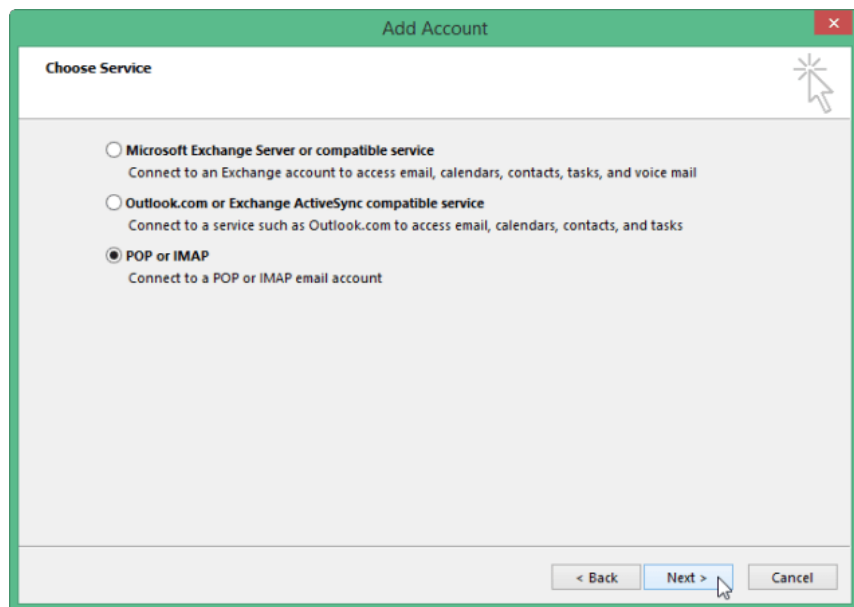 Add Account
Choose Service
Microsoft Exchange Server or compatible service
Connect to an Exchange account to access email, calendars, contacts, tasks, and voice mail
Outlook.com or Exchange ActiveSync compatible service
Connect to a service such as Outlook.com to access email, calendars, contacts, and tasks
POP or IMAP
Connect to a POP or IMAP email account
< Back Next > Cancel